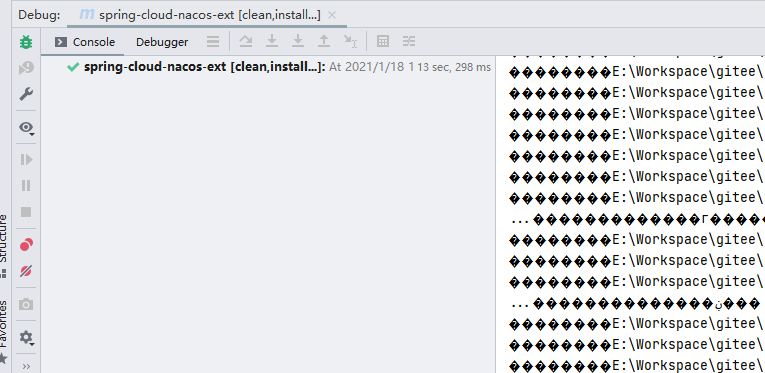 Debug:
spring-cloud-nacos-ext [clean,install...]
Console
Debugger
spring-cloud-nacos-ext [clean,install...]: At 2021/1/18 1 13 sec, 298 ms
���������E:\Workspace\gitee\
���������E:\Workspace\gitee\
���������E:\Workspace\gitee\
���������E:\Workspace\gitee\
���������E:\Workspace\gitee\
���������E:\Workspace\gitee\
���������E:\Workspace\gitee\
...
���������E:\Workspace\gitee\
���������E:\Workspace\gitee\
���������E:\Workspace\gitee\
...
���������E:\Workspace\gitee\
���������E:\Workspace\gitee\
���������E:\Workspace\gitee\
Structure
Favorites